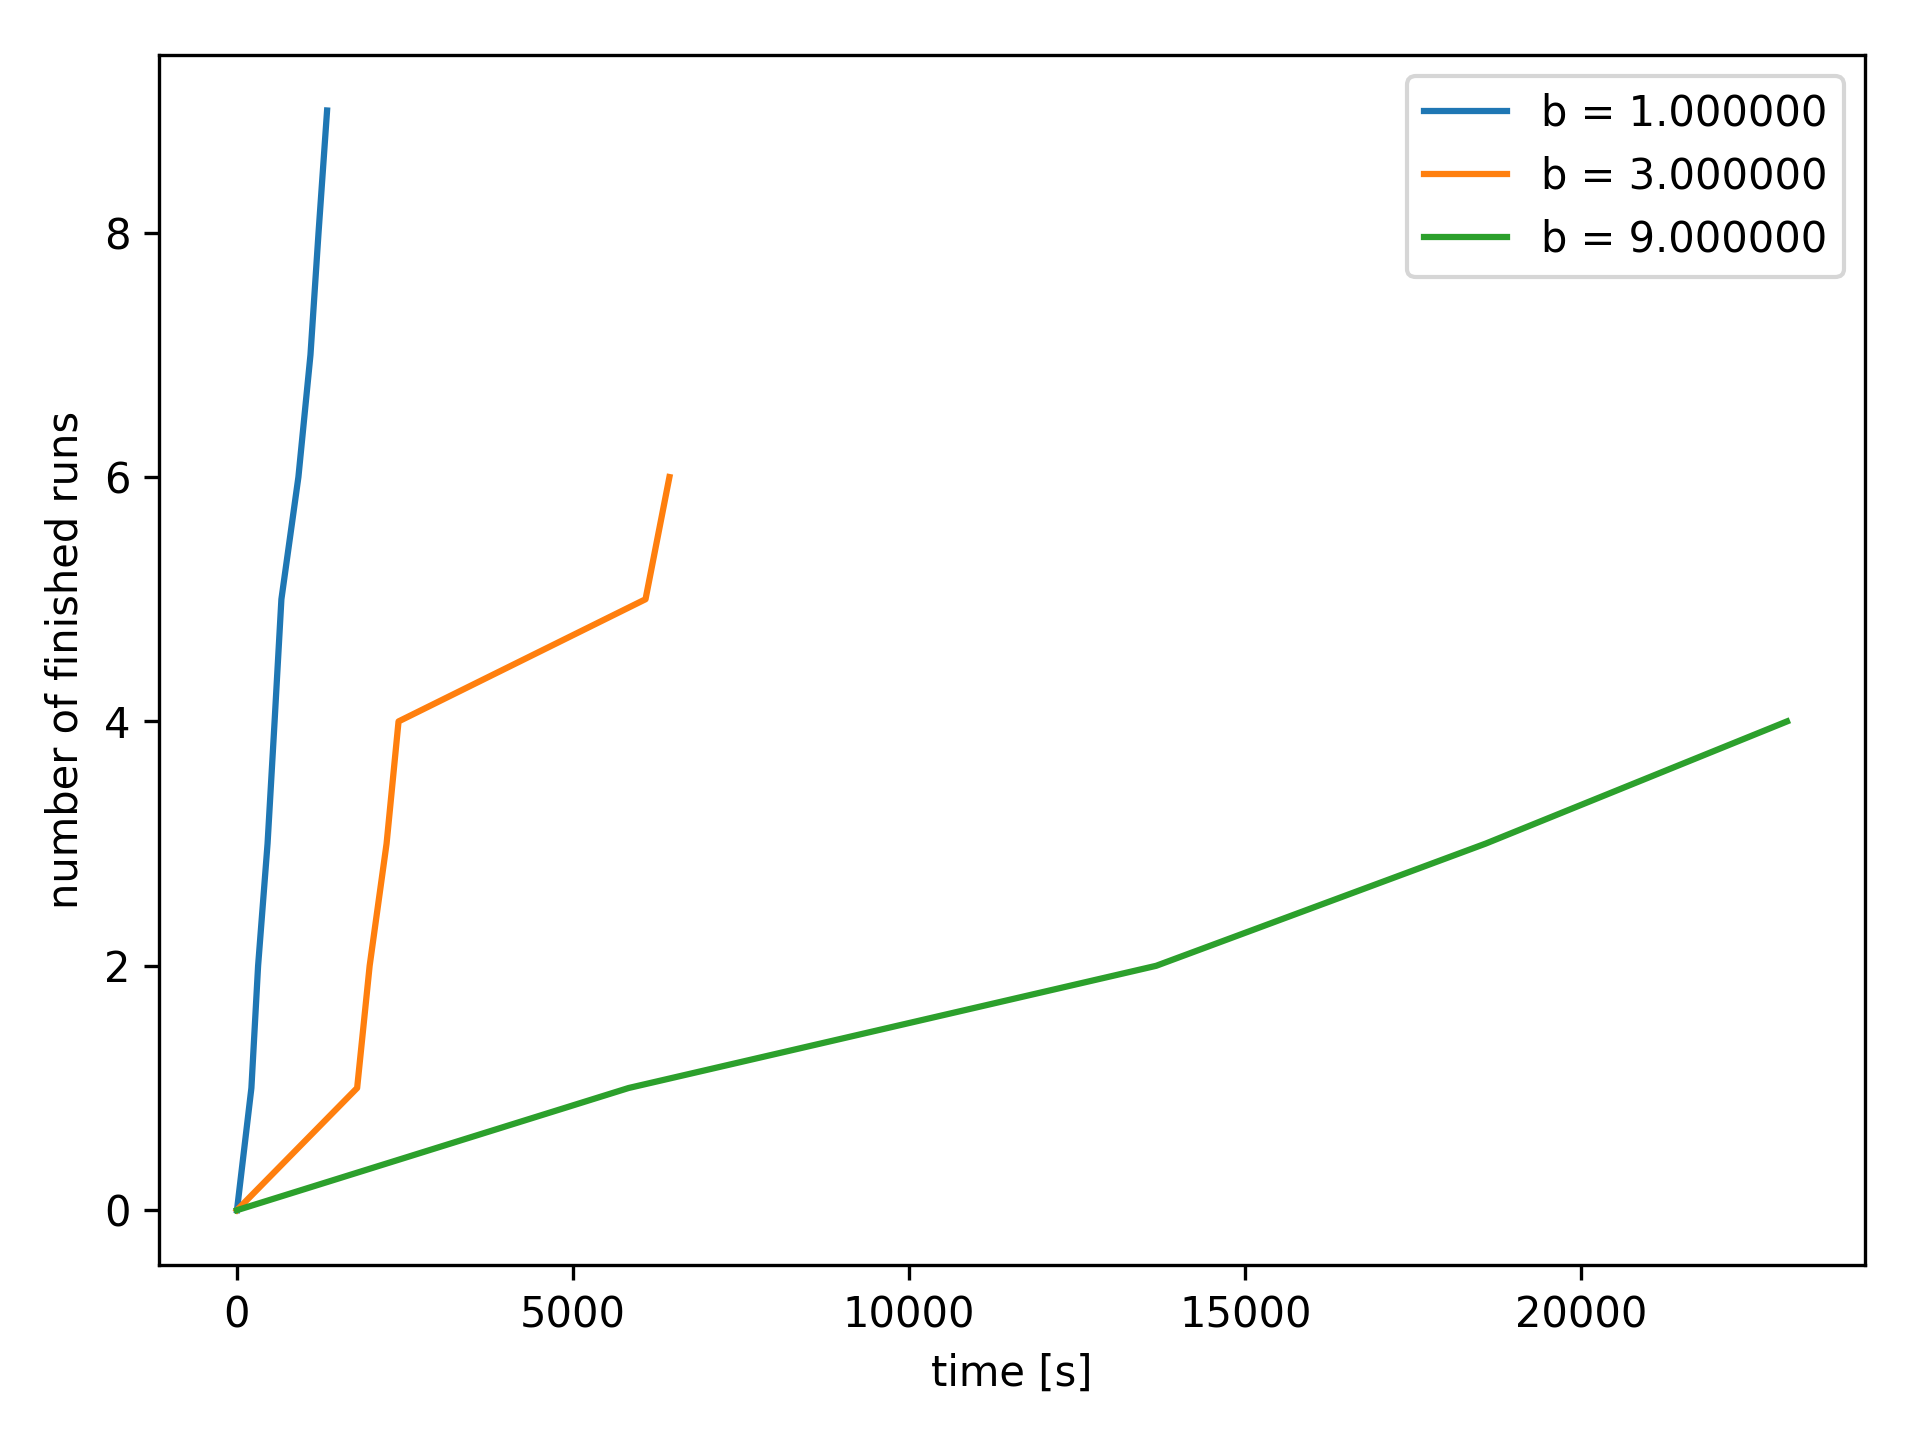 b = 1.000000
b = 3.000000
b = 9.000000
number of finished runs
8
6
4
2
0
0 5000 10000 15000 20000
time [s]